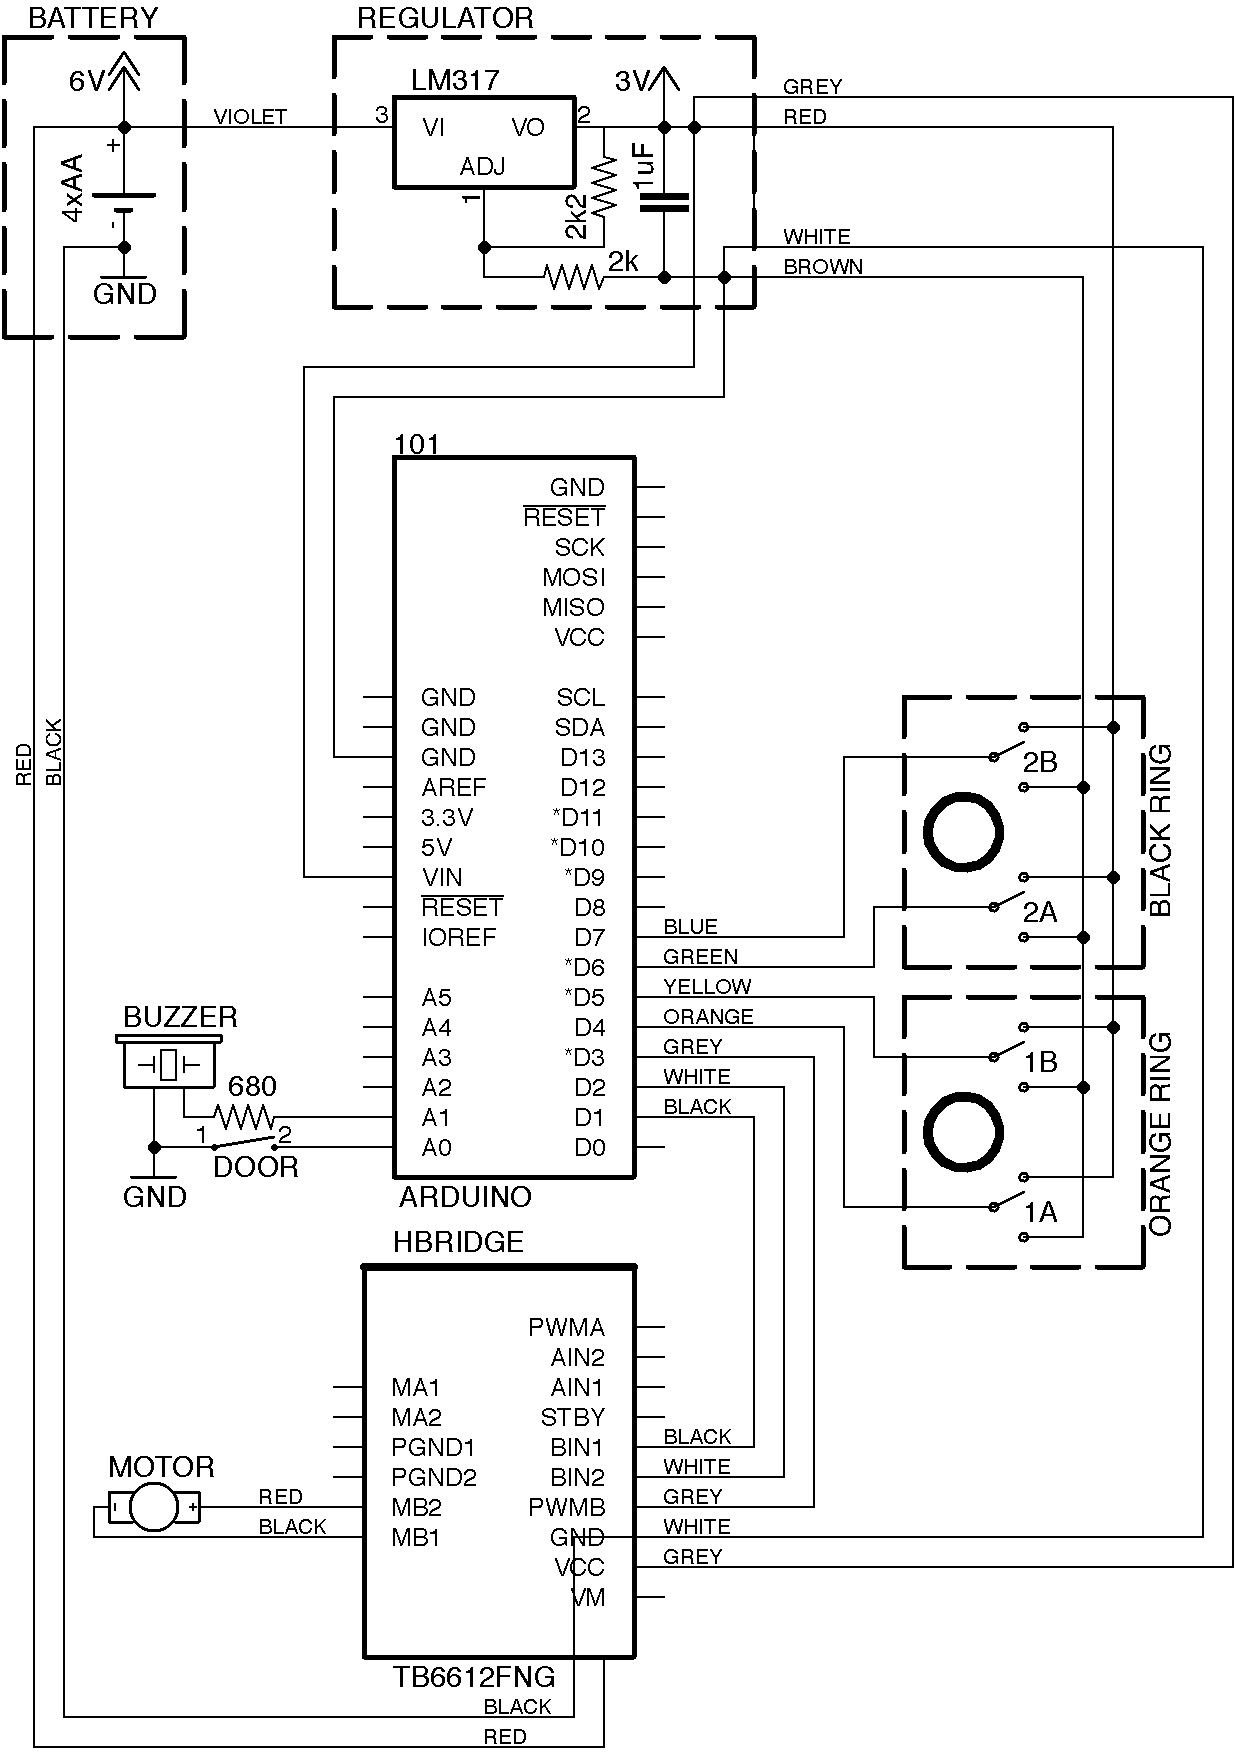 BATTERY
REGULATOR
6V
LM317
3V
GREY
VIOLET
3
VI
VO
2
RED
+
4xAA
ADJ
1
2k2
1uF
-
WHITE
2k
BROWN
GND
101
GND
RESET
SCK
MOSI
MISO
VCC
GND
SCL
GND
SDA
GND
D13
AREF
D12
3.3V
*D11
5V
*D10
VIN
*D9
RESET
D8
IOREF
D7
BLUE
*D6
GREEN
A5
*D5
YELLOW
A4
D4
ORANGE
A3
*D3
GREY
A2
D2
WHITE
A1
D1
BLACK
A0
D0
ARDUINO
RED
BLACK
2B
2A
BLACK RING
1B
1A
ORANGE RING
BUZZER
680
1
2
DOOR
GND
HBRIDGE
PWMA
AIN2
MA1
AIN1
MA2
STBY
PGND1
BIN1
BLACK
PGND2
BIN2
WHITE
MOTOR
-
+
RED
MB2
PWMB
GREY
BLACK
MB1
GND
WHITE
VCC
GREY
VM
TB6612FNG
BLACK
RED